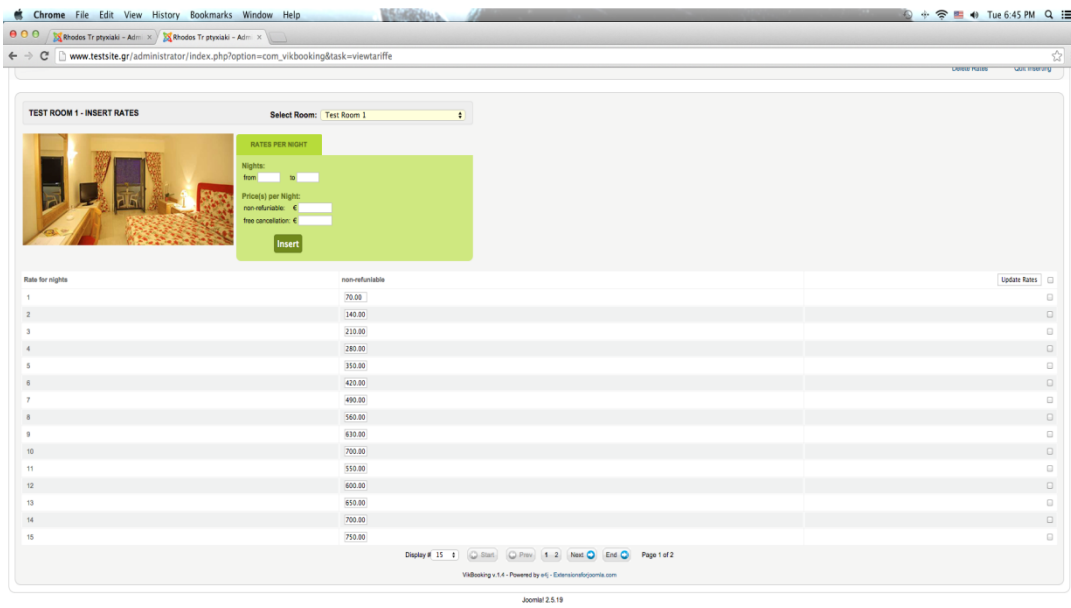 Chrome File Edit View History Bookmarks Window Help Tue 6:45 PM
Rhodos Tr ptyxiaki - Adm Rhodos Tr ptyxiaki - Adm
www.testsite.gr/administrator/index.php?option=com_vikbooking&task=viewtariffe
Delete Rates Quit Inserting
TEST ROOM 1 - INSERT RATES Select Room: Test Room 1
RATES PER NIGHT
Nights:
from to
Price(s) per Night:
non-refuniable: €
free cancellation: €
Insert
Rate for nights non-refuniable Update Rates
1 70.00
2 140.00
3 210.00
4 280.00
5 350.00
6 420.00
7 490.00
8 560.00
9 630.00
10 700.00
11 550.00
12 600.00
13 650.00
14 700.00
15 750.00
Display # 15 Start Prev 1 2 Next End Page 1 of 2
VikBooking v.1.4 - Powered by e4j - Extensionsforjoomla.com
Joomla! 2.5.19